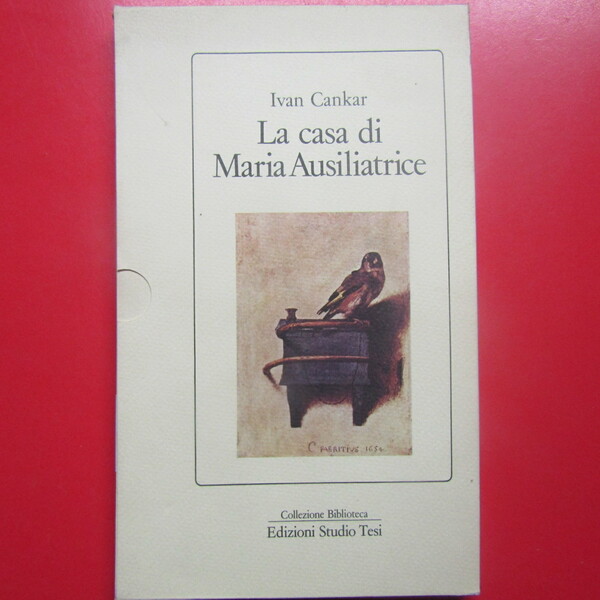 Ivan Cankar
La casa di
Maria Ausiliatrice
C FABRITIVS 1654
Collezione Biblioteca
Edizioni Studio Tesi